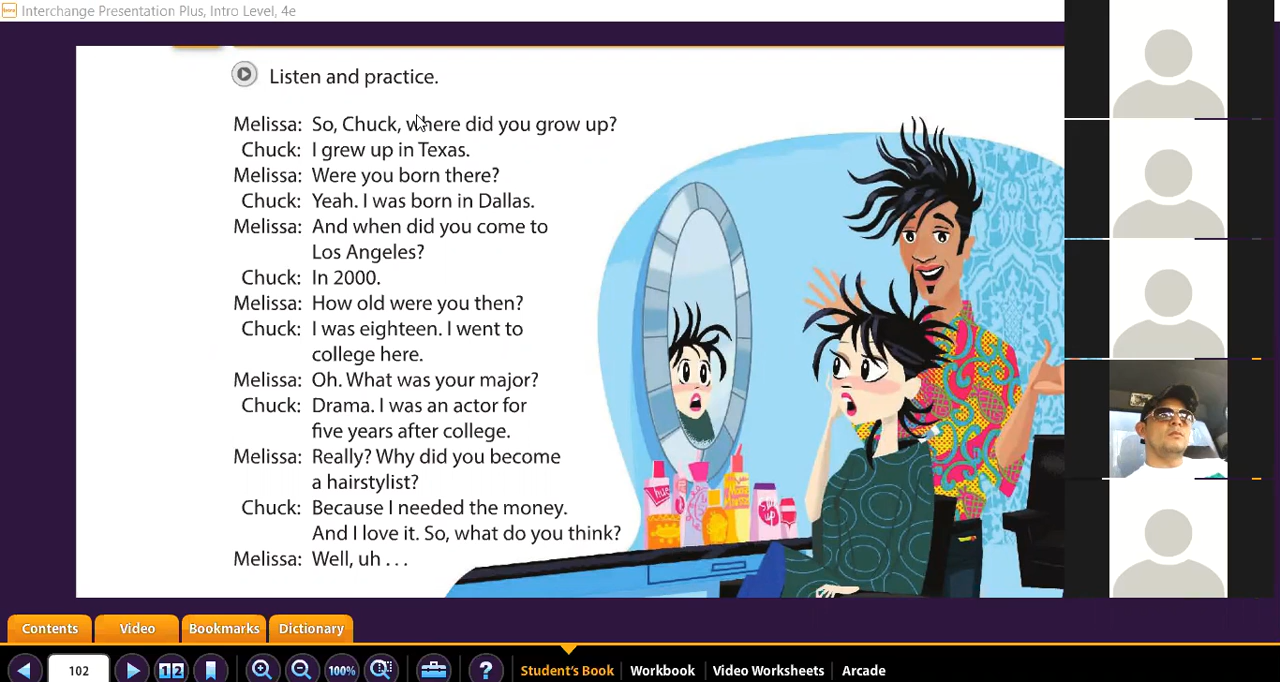 Interchange Presentation Plus, Intro Level, 4e
Listen and practice.
Melissa: So, Chuck, where did you grow up?
Chuck: I grew up in Texas.
Melissa: Were you born there?
Chuck: Yeah. I was born in Dallas.
Melissa: And when did you come to
Los Angeles?
Chuck: In 2000.
Melissa: How old were you then?
Chuck: I was eighteen. I went to
college here.
Melissa: Oh. What was your major?
Chuck: Drama. I was an actor for
five years after college.
Melissa: Really? Why did you become
a hairstylist?
Chuck: Because I needed the money.
And I love it. So, what do you think?
Melissa: Well, uh . . .
Contents Video Bookmarks Dictionary
102 12 100% ? Student's Book Workbook Video Worksheets Arcade